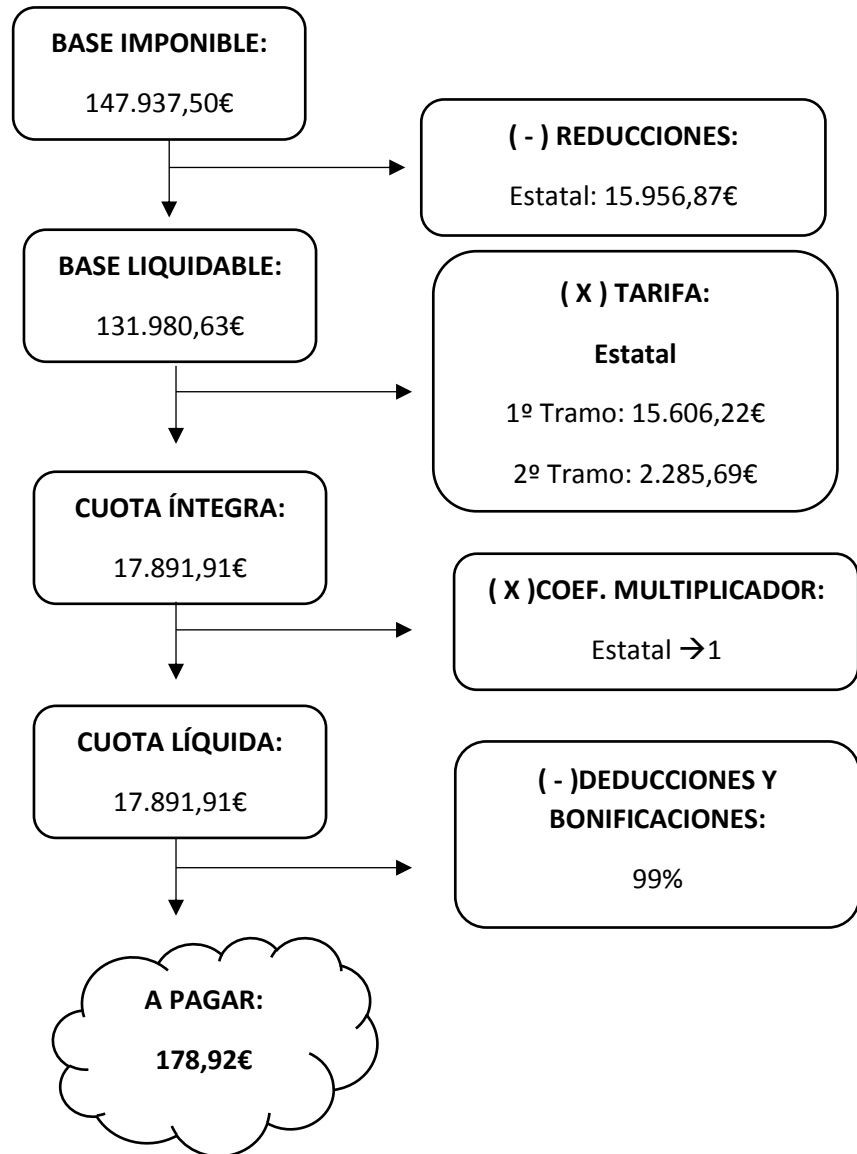 BASE IMPONIBLE:
147.937,50€
( - ) REDUCCIONES:
Estatal: 15.956,87€
BASE LIQUIDABLE:
131.980,63€
( X ) TARIFA:
Estatal
1º Tramo: 15.606,22€
2º Tramo: 2.285,69€
CUOTA ÍNTEGRA:
17.891,91€
( X )COEF. MULTIPLICADOR:
Estatal →1
CUOTA LÍQUIDA:
17.891,91€
( - )DEDUCCIONES Y
BONIFICACIONES:
99%
A PAGAR:
178,92€